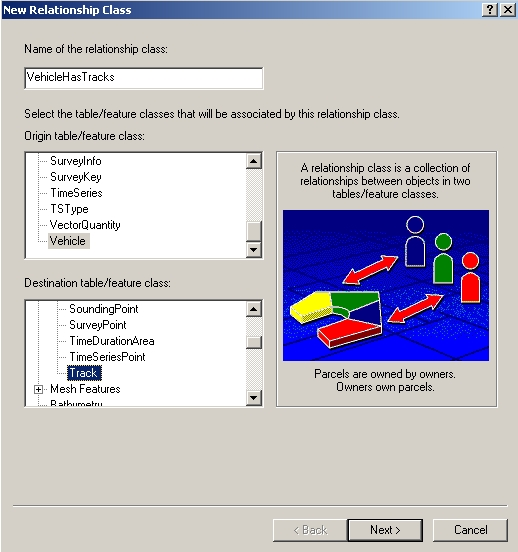 New Relationship Class
Name of the relationship class:
VehicleHasTracks
Select the table/feature classes that will be associated by this relationship class.
Origin table/feature class:
SurveyInfo
SurveyKey
TimeSeries
TSType
VectorQuantity
Vehicle
Destination table/feature class:
SoundingPoint
SurveyPoint
TimeDurationArea
TimeSeriesPoint
Track
Mesh Features
Bathymetry
A relationship class is a collection of
relationships between objects in two
tables/feature classes.
Parcels are owned by owners.
Owners own parcels.
< Back
Next >
Cancel